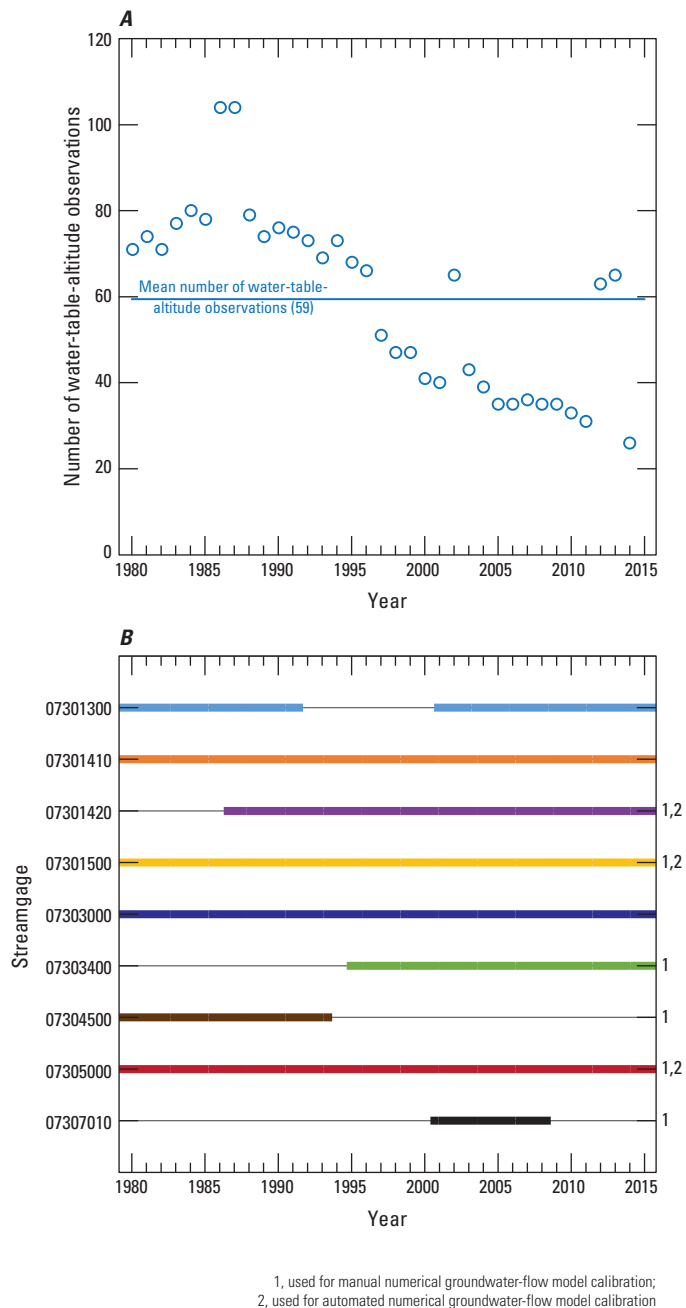 A
Number of water-table-altitude observations
120
100
80
60
40
20
0
Mean number of water-table-
altitude observations (59)
1980 1985 1990 1995 2000 2005 2010 2015
Year
B
Streamgage
07301300
07301410
07301420 1,2
07301500 1,2
07303000
07303400 1
07304500 1
07305000 1,2
07307010 1
1980 1985 1990 1995 2000 2005 2010 2015
Year
1, used for manual numerical groundwater-flow model calibration;
2, used for automated numerical groundwater-flow model calibration